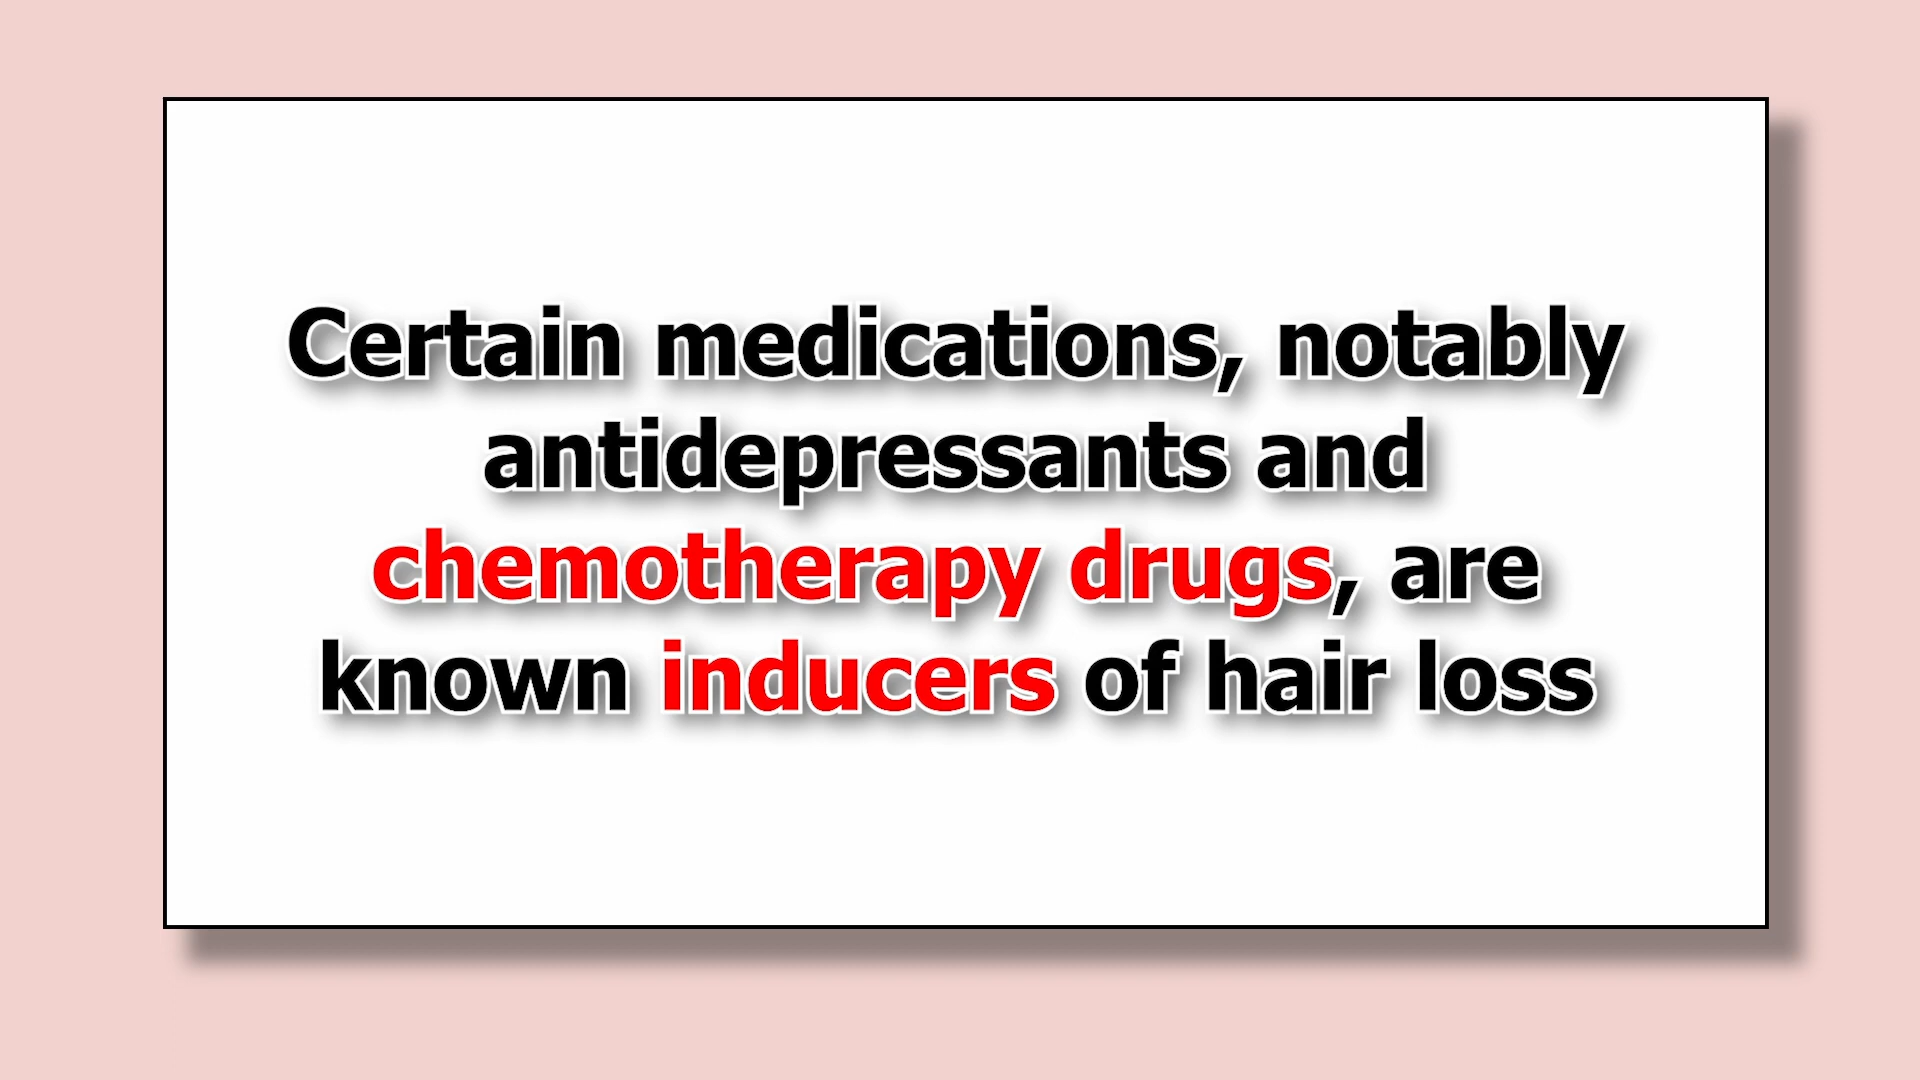 Certain medications, notably
antidepressants and
chemotherapy drugs, are
known inducers of hair loss